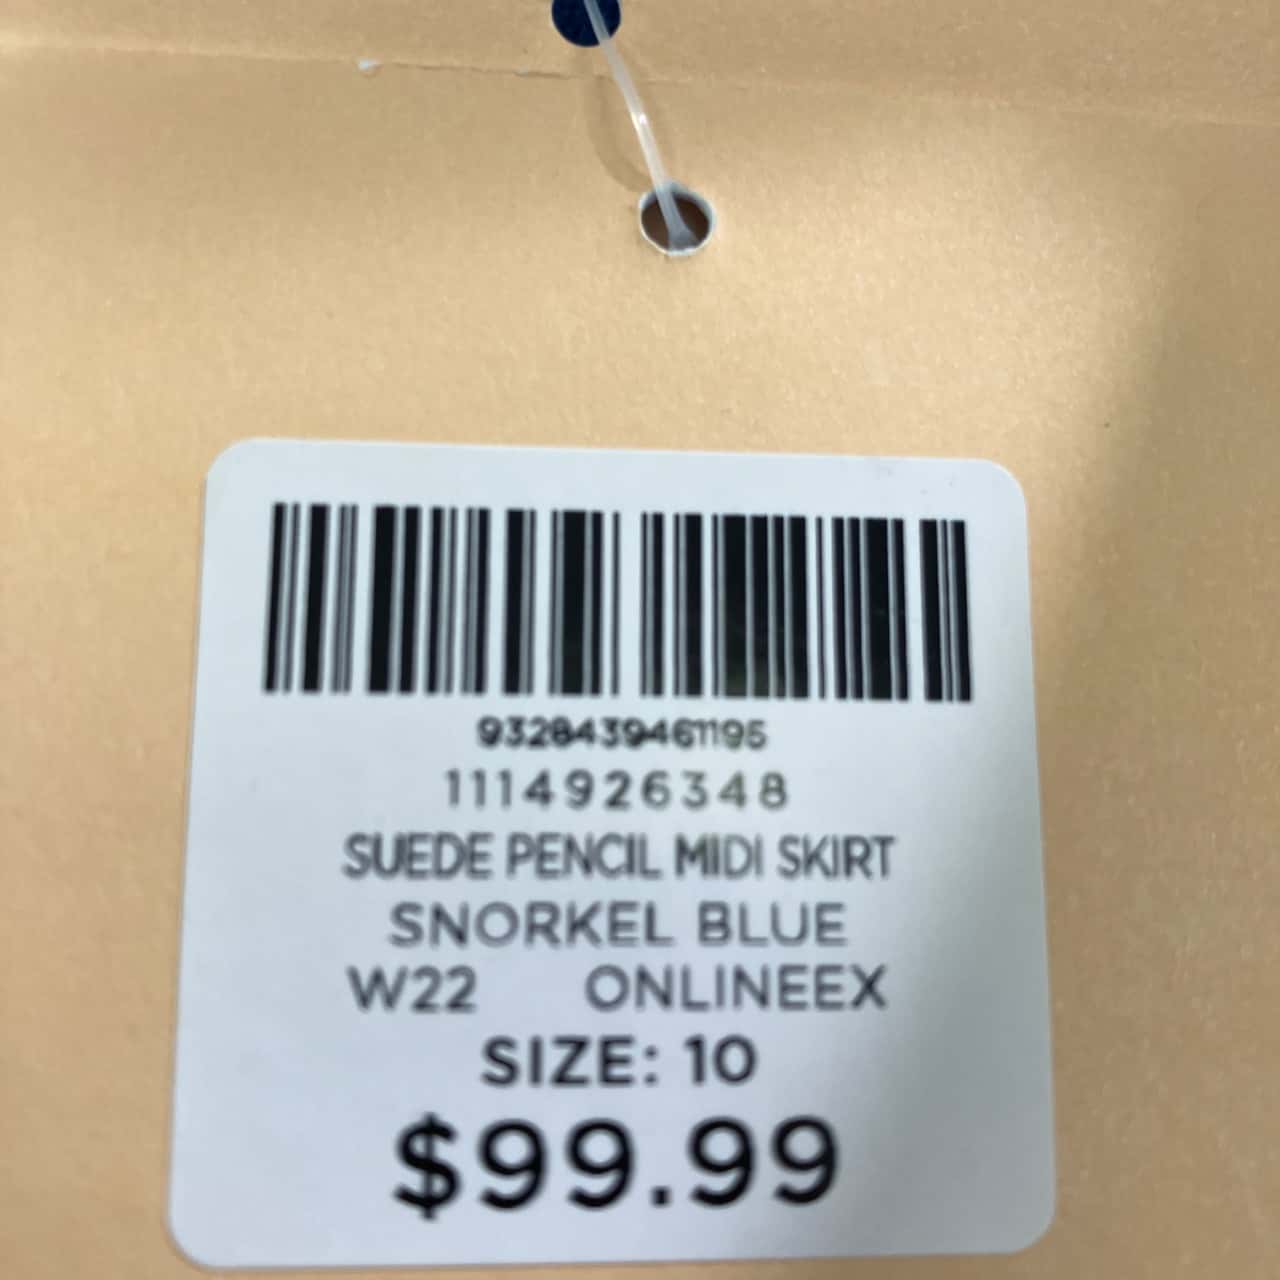 9328439461195
1114926348
SUEDE PENCIL MIDI SKIRT
SNORKEL BLUE
W22 ONLINEEX
SIZE: 10
$99.99